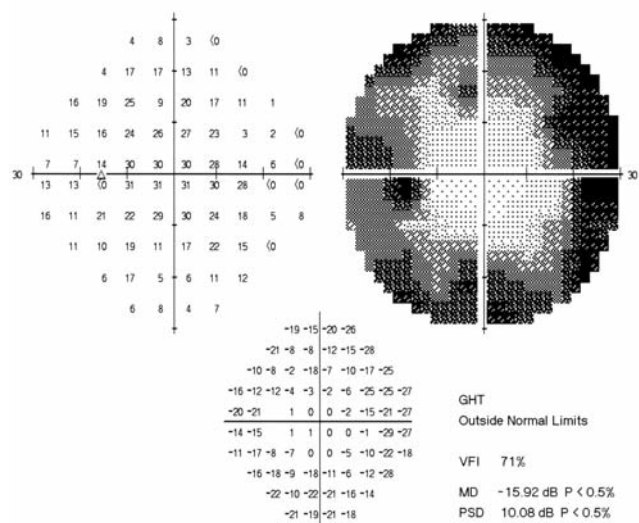 4 8 3 (0
4 17 17 13 11 (0
16 19 25 9 20 17 11 1
11 15 16 24 26 27 23 3 2 (0
7 7 14 30 30 30 28 14 6 (0
30 30
13 13 (0 31 31 31 30 28 (0 (0
16 11 21 22 29 30 24 18 5 8
11 10 19 11 17 22 15 (0
6 17 5 6 11 12
6 8 4 7
-19 -15 -20 -26
-21 -8 -8 -12 -15 -28
-10 -8 -2 -18 -7 -10 -17 -25
-16 -12 -12 -4 -3 -2 -6 -25 -25 -27
-20 -21 1 0 0 -2 -15 -21 -27
-14 -15 1 1 0 0 -1 -29 -27
-11 -17 -8 -7 0 0 -5 -10 -22 -18
-16 -18 -9 -18 -11 -6 -12 -28
-22 -10 -22 -21 -16 -14
-21 -19 -21 -18
GHT
Outside Normal Limits
VFI 71%
MD -15.92 dB P < 0.5%
PSD 10.08 dB P < 0.5%